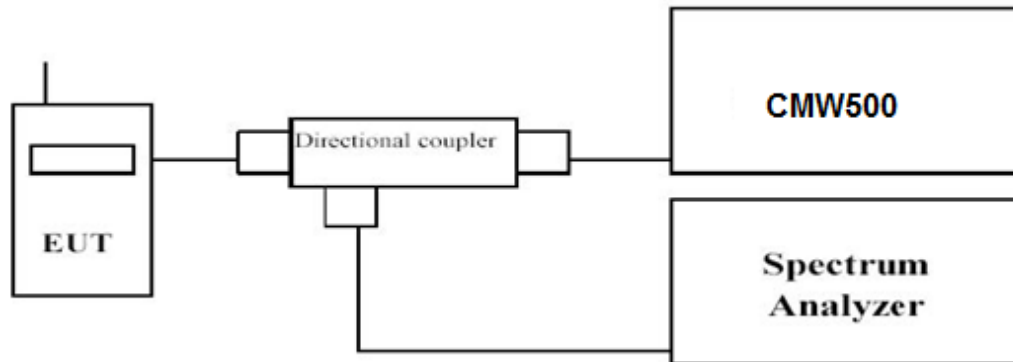 Directional coupler
CMW500
EUT
Spectrum
Analyzer